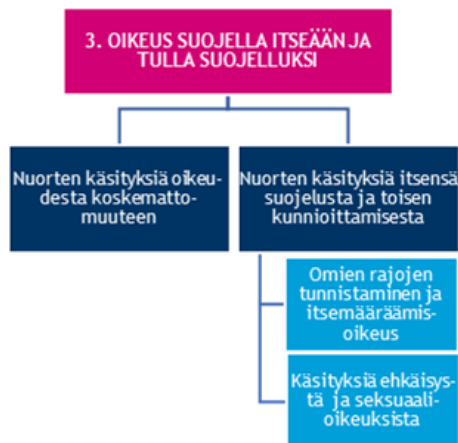 3. OIKEUS SUOJELLA ITSEÄÄN JA
TULLA SUOJELLUKSI
Nuorten käsityksiä oikeu-
desta koskematto-
muuteen
Nuorten käsityksiä itsensä
suojelusta ja toisen
kunnioittamisesta
Omien rajojen
tunnistaminen ja
itsemääräämis-
oikeus
Käsityksiä ehkäisys-
tä ja seksuaali-
oikeuksista